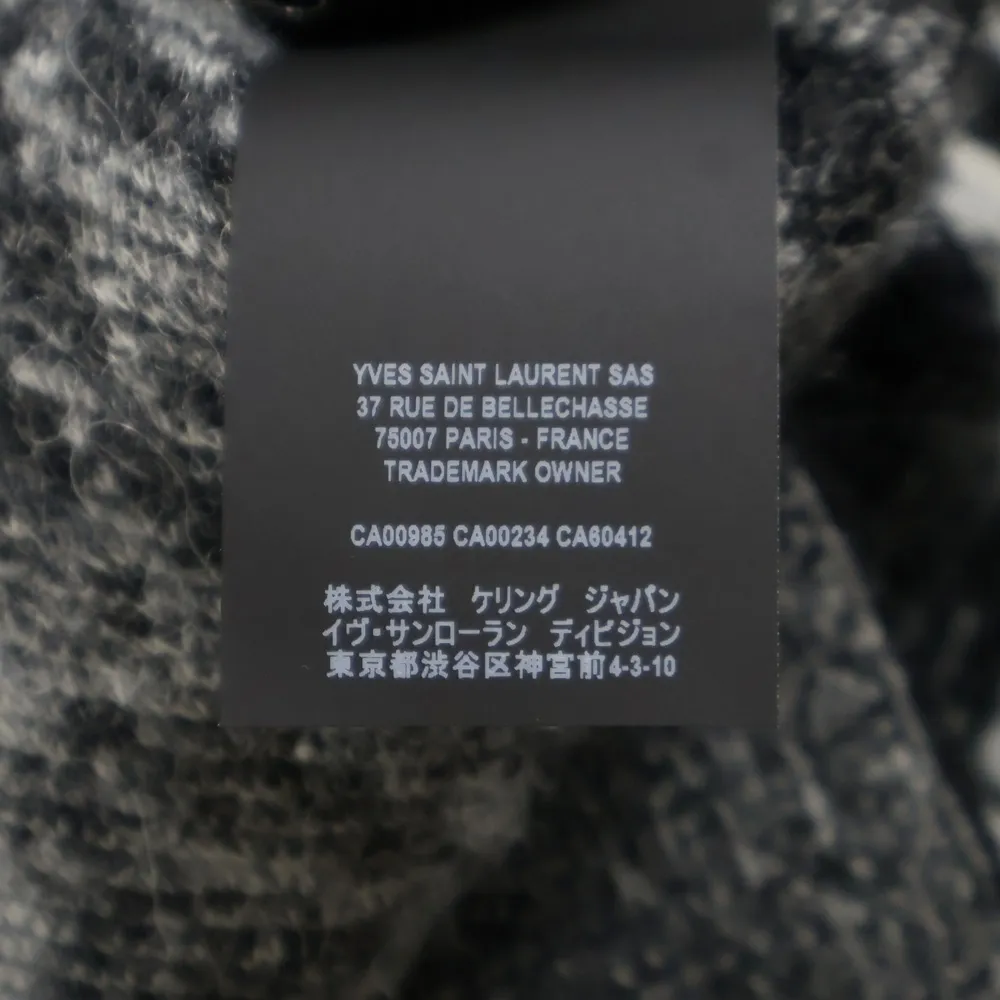 YVES SAINT LAURENT SAS
37 RUE DE BELLECHASSE
75007 PARIS - FRANCE
TRADEMARK OWNER
CA00985 CA00234 CA60412
株式会社 ケリング ジャパン
イヴ・サンローラン ディビジョン
東京都渋谷区神宮前4-3-10